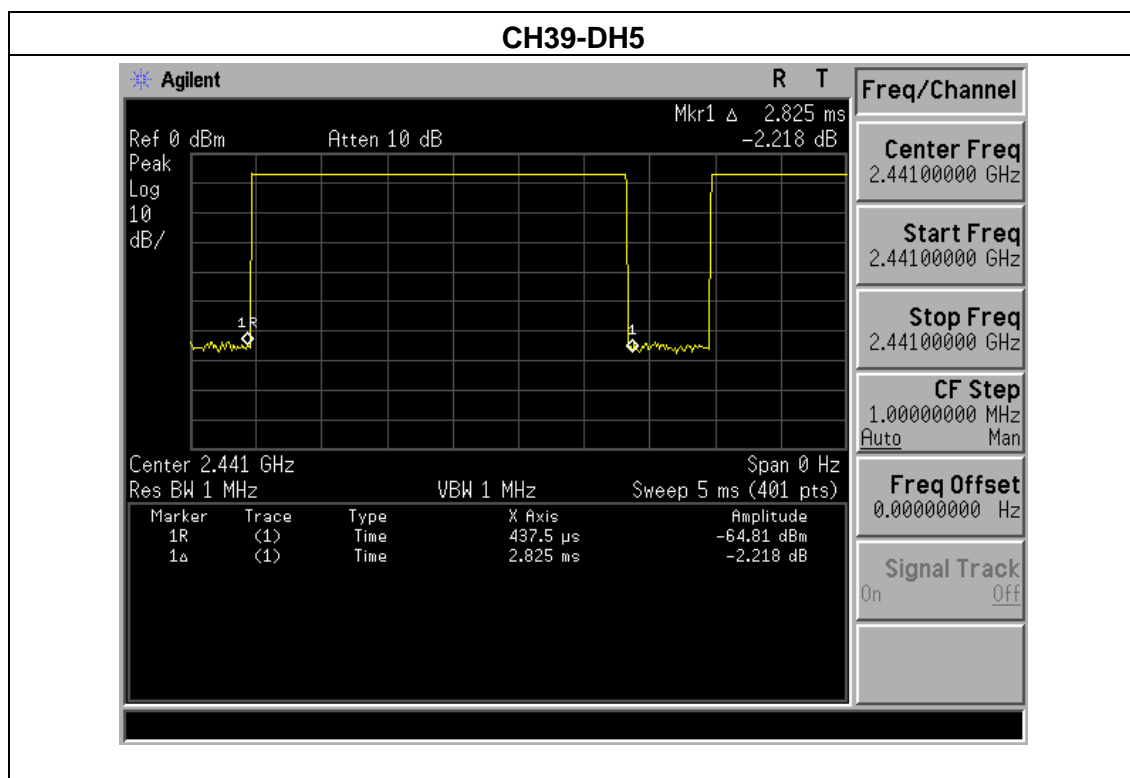 CH39-DH5
Agilent R T
Freq/Channel
Mkr1 Δ 2.825 ms
Ref 0 dBm Atten 10 dB -2.218 dB
Peak
Log
10
dB/
1R
1
Center 2.441 GHz Span 0 Hz
Res BW 1 MHz VBW 1 MHz Sweep 5 ms (401 pts)
Marker Trace Type X Axis Amplitude
1R (1) Time 437.5 µs -64.81 dBm
1Δ (1) Time 2.825 ms -2.218 dB
Center Freq
2.44100000 GHz
Start Freq
2.44100000 GHz
Stop Freq
2.44100000 GHz
CF Step
1.00000000 MHz
Auto Man
Freq Offset
0.00000000 Hz
Signal Track
On Off